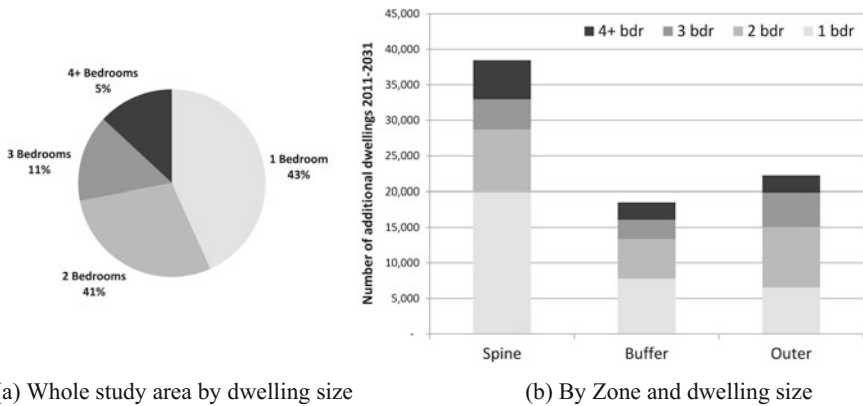 4+ Bedrooms
5%
3 Bedrooms
11%
1 Bedroom
43%
2 Bedrooms
41%
Number of additional dwellings 2011-2031
45,000
40,000
35,000
30,000
25,000
20,000
15,000
10,000
5,000
-
4+ bdr 3 bdr 2 bdr 1 bdr
Spine Buffer Outer
a) Whole study area by dwelling size
(b) By Zone and dwelling size